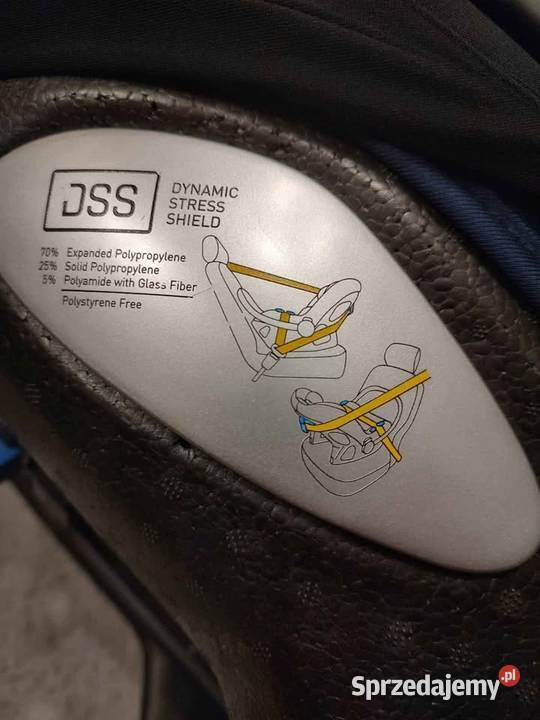 DSS
DYNAMIC
STRESS
SHIELD
70% Expanded Polypropylene
25% Solid Polypropylene
5% Polyamide with Glass Fiber
Polystyrene Free
Sprzedajemy.pl